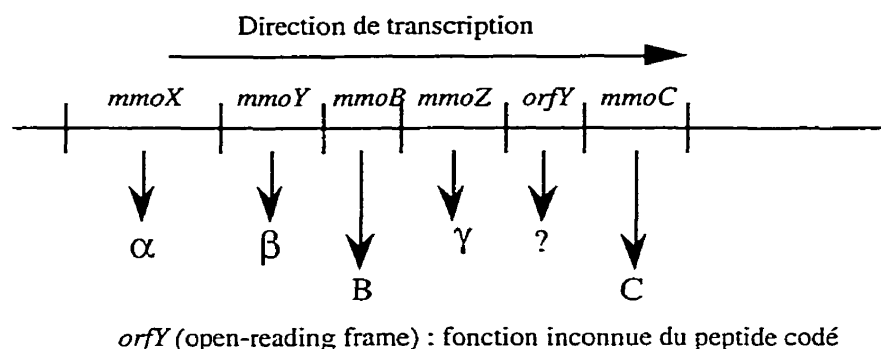 Direction de transcription
mmoX mmoY mmoB mmoZ orfY mmoC
α β γ ?
B C
orfY (open-reading frame) : fonction inconnue du peptide codé